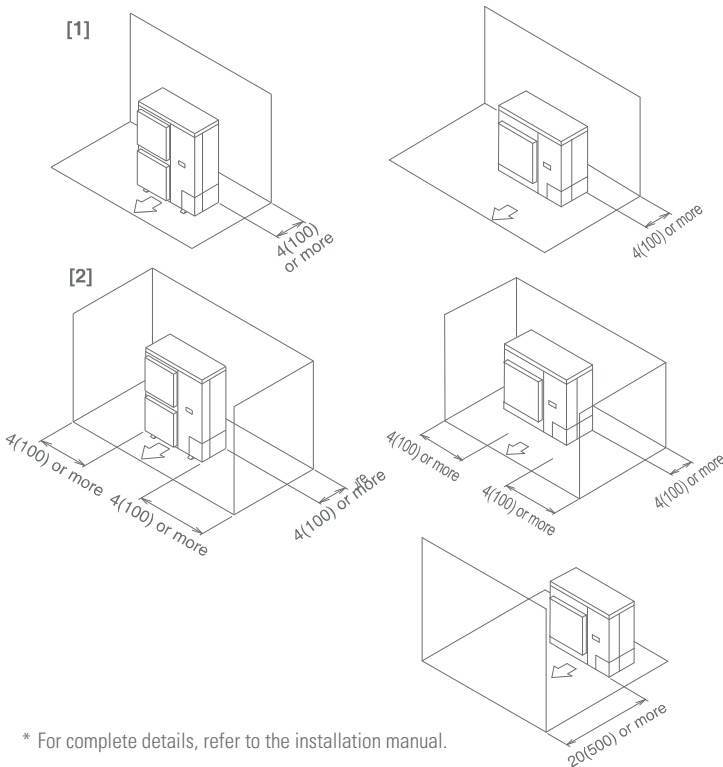 [1]
4(100)
or more
4(100) or more
[2]
4(100) or more
4(100) or more
4(100) or more
4(100) or more
4(100) or more
4(100) or more
20(500) or more
* For complete details, refer to the installation manual.